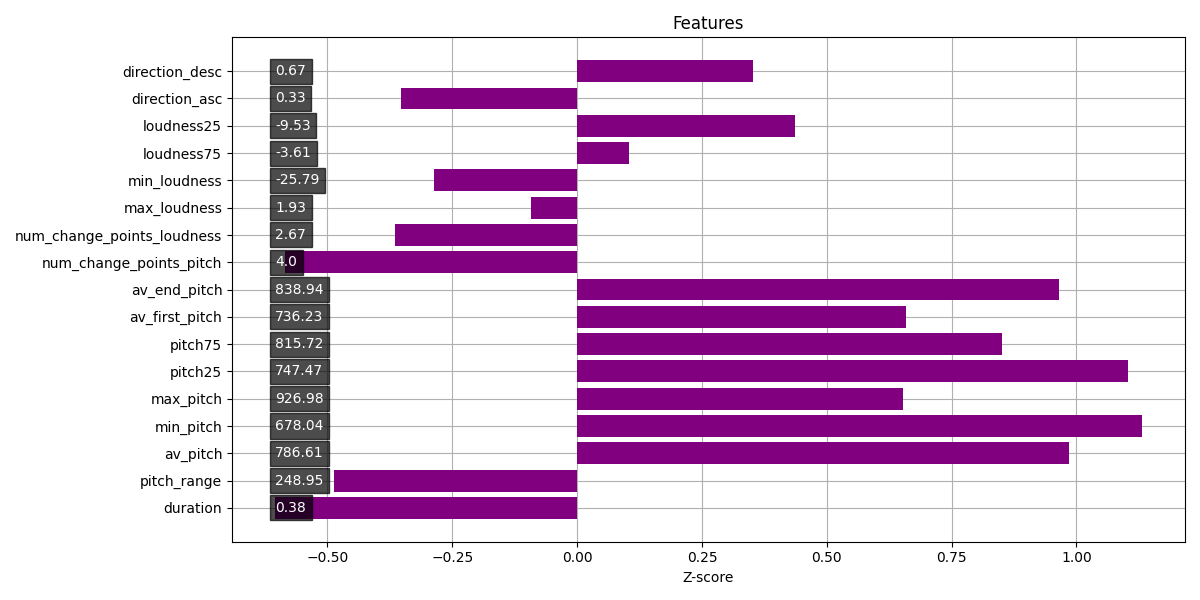 Features
direction_desc 0.67
direction_asc 0.33
loudness25 -9.53
loudness75 -3.61
min_loudness -25.79
max_loudness 1.93
num_change_points_loudness 2.67
num_change_points_pitch 4.0
av_end_pitch 838.94
av_first_pitch 736.23
pitch75 815.72
pitch25 747.47
max_pitch 926.98
min_pitch 678.04
av_pitch 786.61
pitch_range 248.95
duration 0.38
−0.50 −0.25 0.00 0.25 0.50 0.75 1.00
Z-score